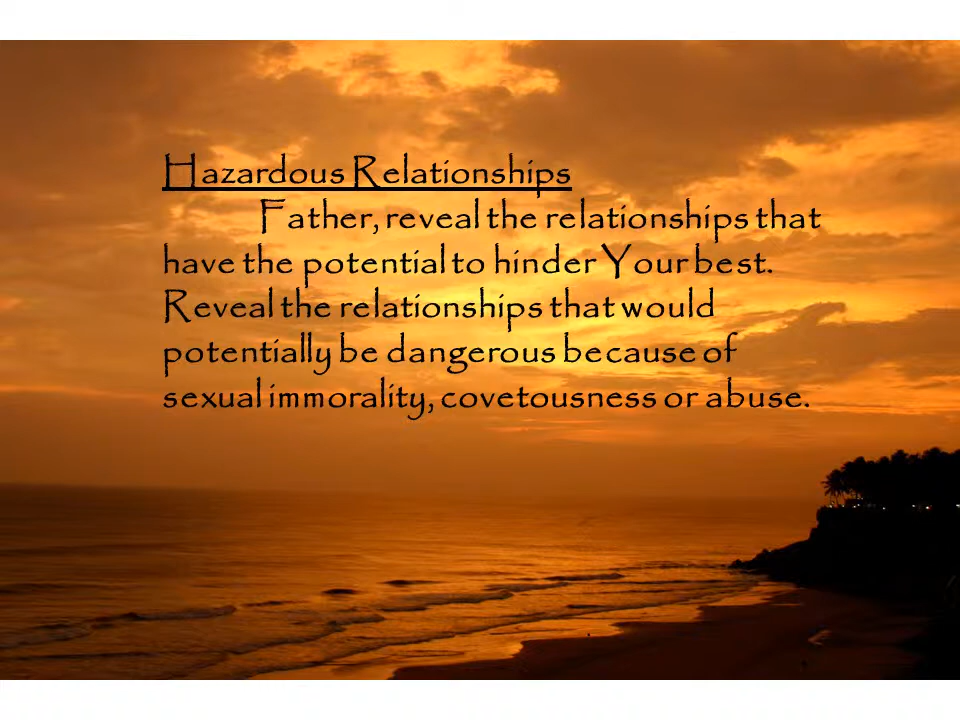 Hazardous Relationships
Father, reveal the relationships that
have the potential to hinder Your best.
Reveal the relationships that would
potentially be dangerous because of
sexual immorality, covetousness or abuse.